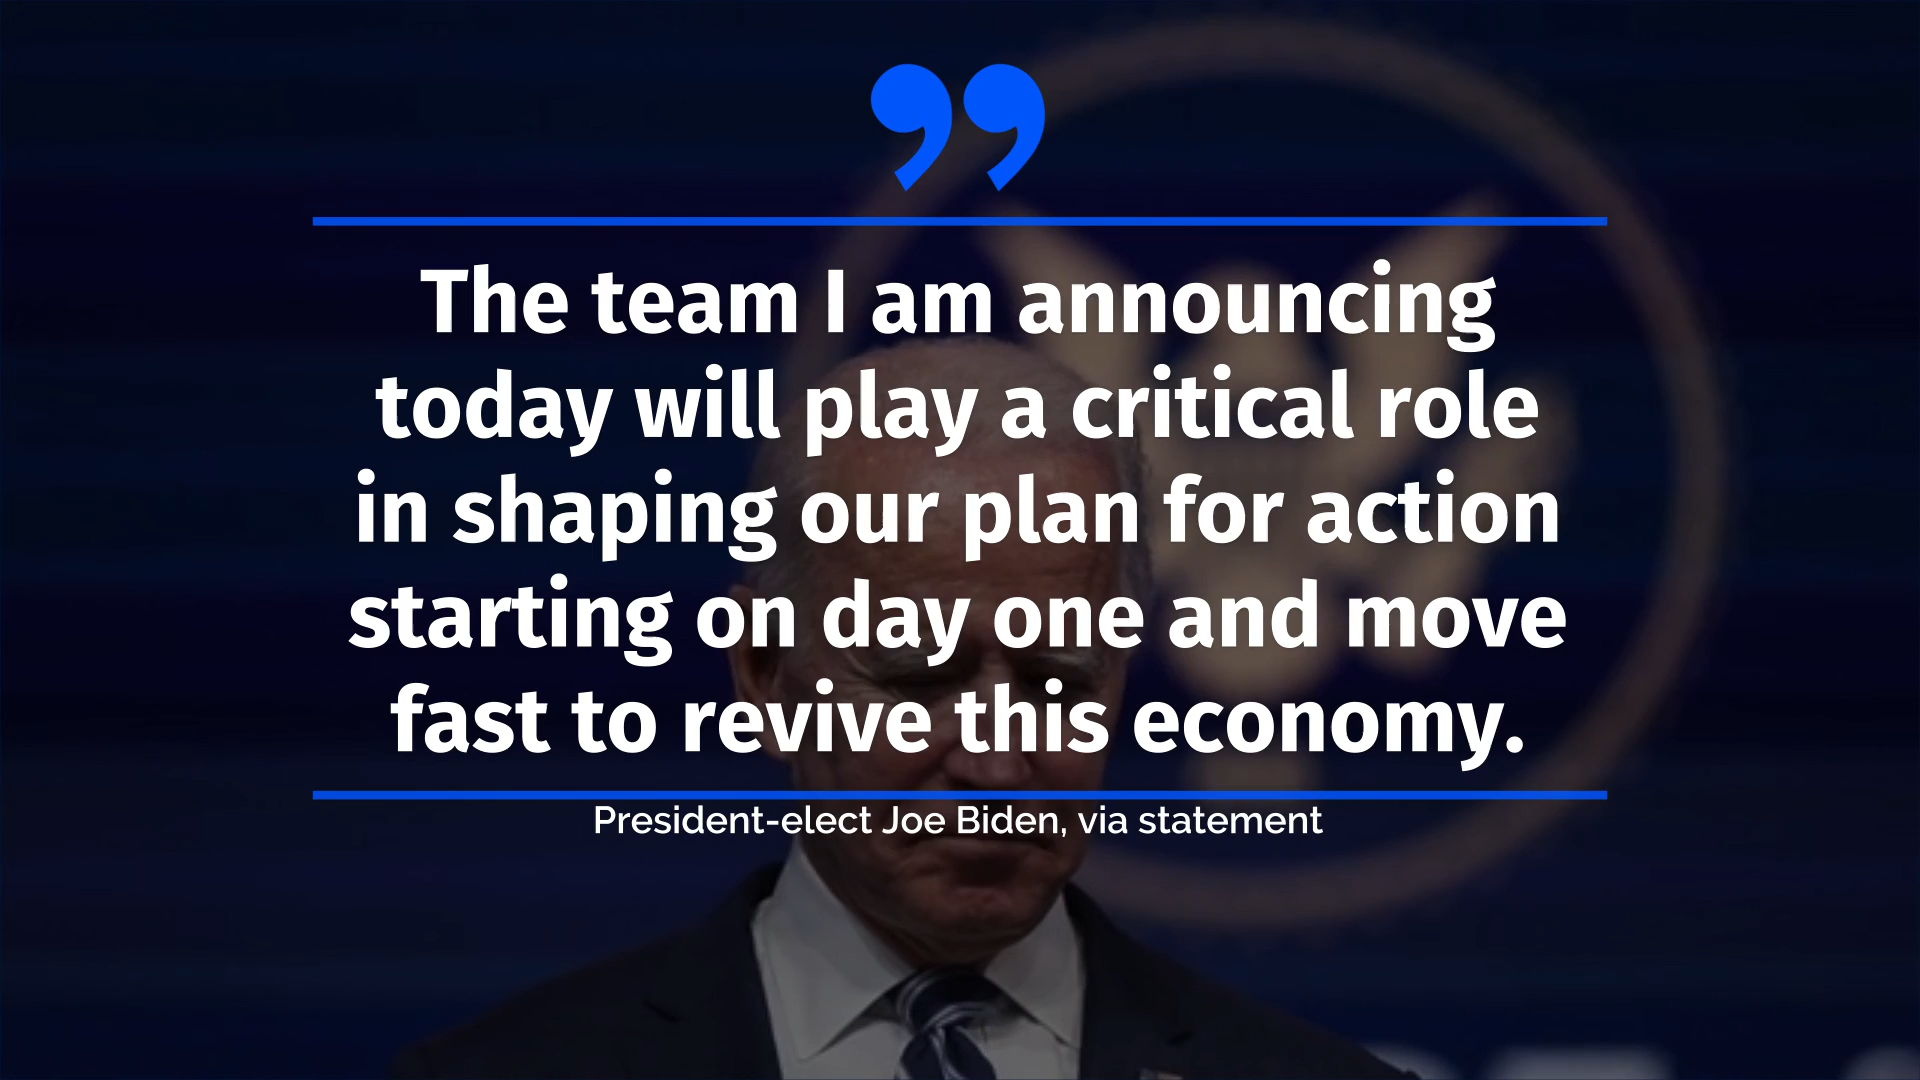 ”
The team I am announcing
today will play a critical role
in shaping our plan for action
starting on day one and move
fast to revive this economy.
President-elect Joe Biden, via statement